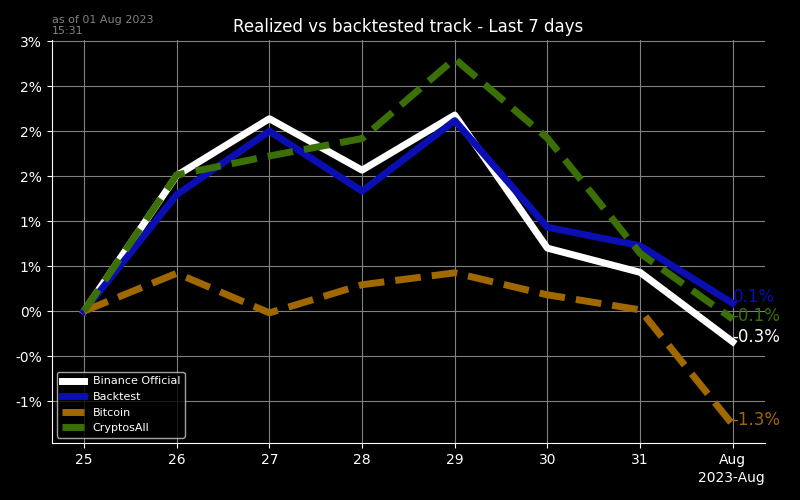 as of 01 Aug 2023
15:31
Realized vs backtested track - Last 7 days
3%
2%
2%
2%
1%
1%
0%
-0%
-1%
0.1%
-0.1%
-0.3%
-1.3%
Binance Official
Backtest
Bitcoin
CryptosAll
25 26 27 28 29 30 31 Aug
2023-Aug